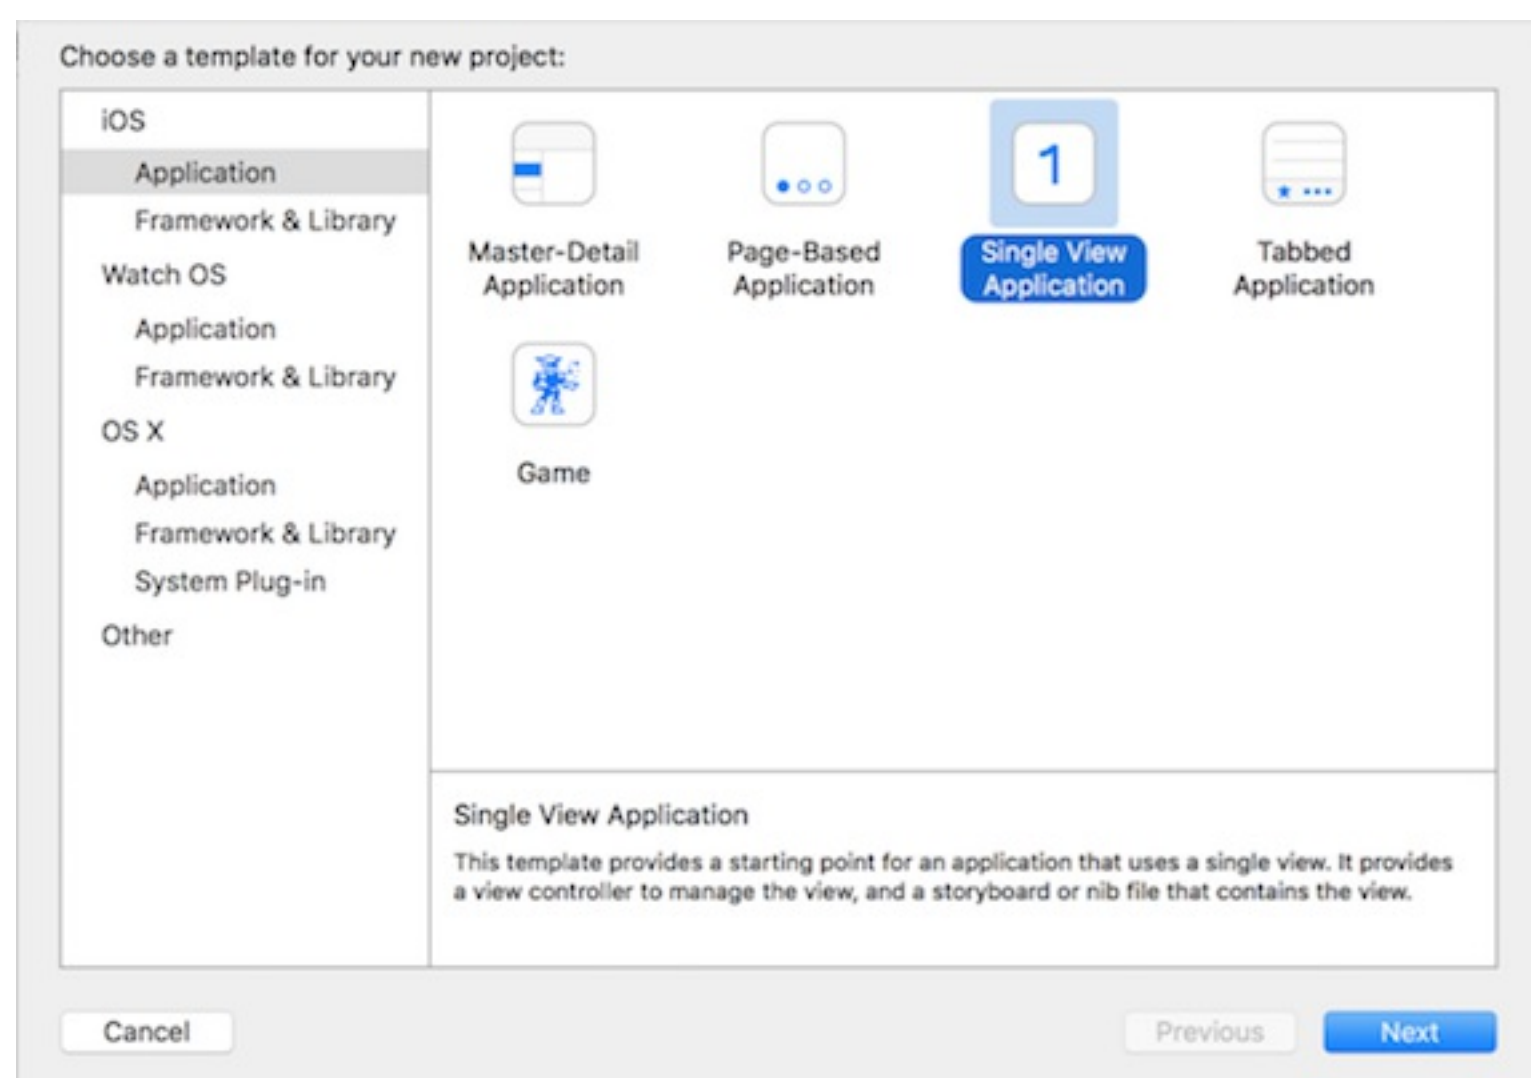 Choose a template for your new project:
iOS
Application
Framework & Library
Watch OS
Application
Framework & Library
OS X
Application
Framework & Library
System Plug-in
Other
Master-Detail
Application
Page-Based
Application
1
Single View
Application
Tabbed
Application
Game
Single View Application
This template provides a starting point for an application that uses a single view. It provides
a view controller to manage the view, and a storyboard or nib file that contains the view.
Cancel
Previous
Next